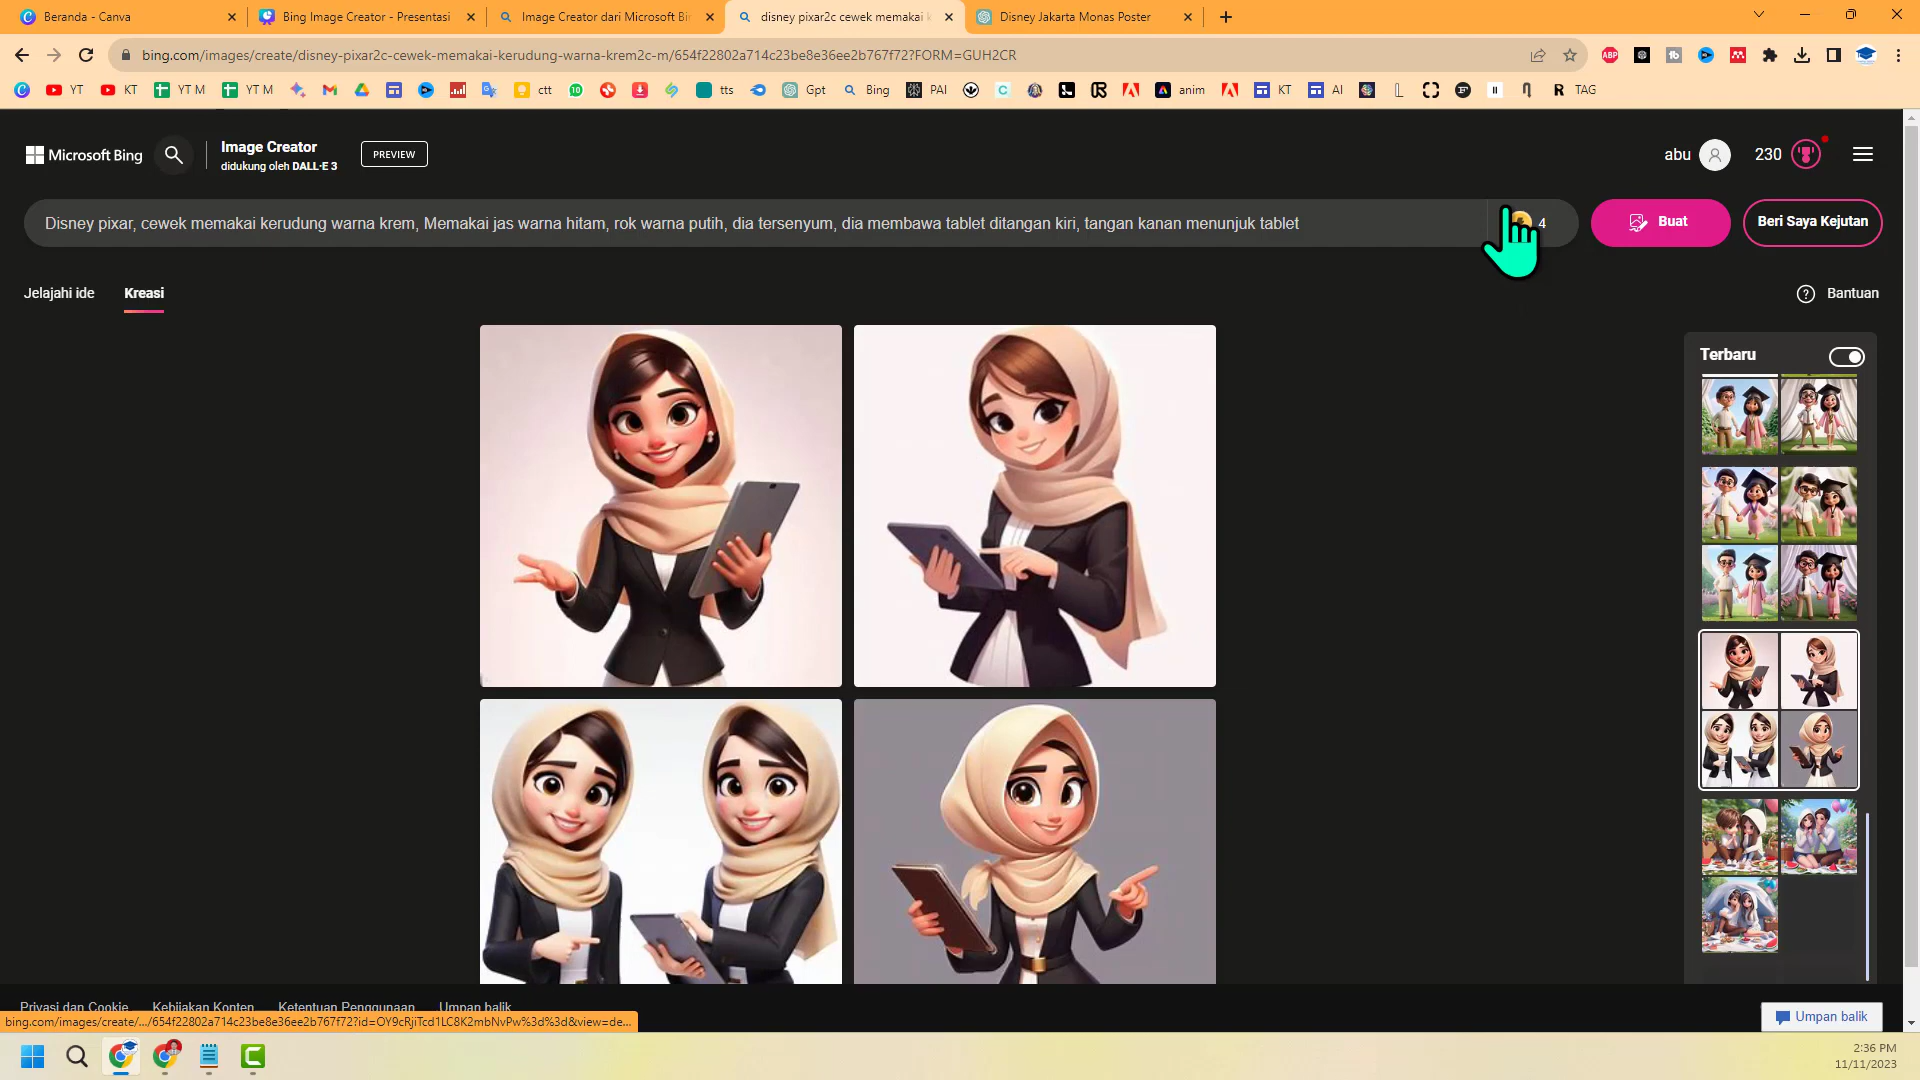 Beranda - Canva
Bing Image Creator - Presentasi
Image Creator dari Microsoft Bi
disney pixar2c cewek memakai k
Disney Jakarta Monas Poster
bing.com/images/create/disney-pixar2c-cewek-memakai-kerudung-warna-krem2c-m/654f22802a714c23be8e36ee2b767f72?FORM=GUH2CR
YT
KT
YT M
YT M
ctt
tts
Gpt
Bing
PAI
anim
KT
AI
TAG
Microsoft Bing
Image Creator
didukung oleh DALL·E 3
PREVIEW
abu
230
Disney pixar, cewek memakai kerudung warna krem, Memakai jas warna hitam, rok warna putih, dia tersenyum, dia membawa tablet ditangan kiri, tangan kanan menunjuk tablet
4
Buat
Beri Saya Kejutan
Jelajahi ide
Kreasi
Bantuan
Terbaru
Privasi dan Cookie
Kebijakan Konten
Ketentuan Penggunaan
Umpan balik
bing.com/images/create/.../654f22802a714c23be8e36ee2b767f72?id=OY9cRjiTcd1LC8K2mbNvPw%3d%3d&view=de...
Umpan balik
2:36 PM
11/11/2023